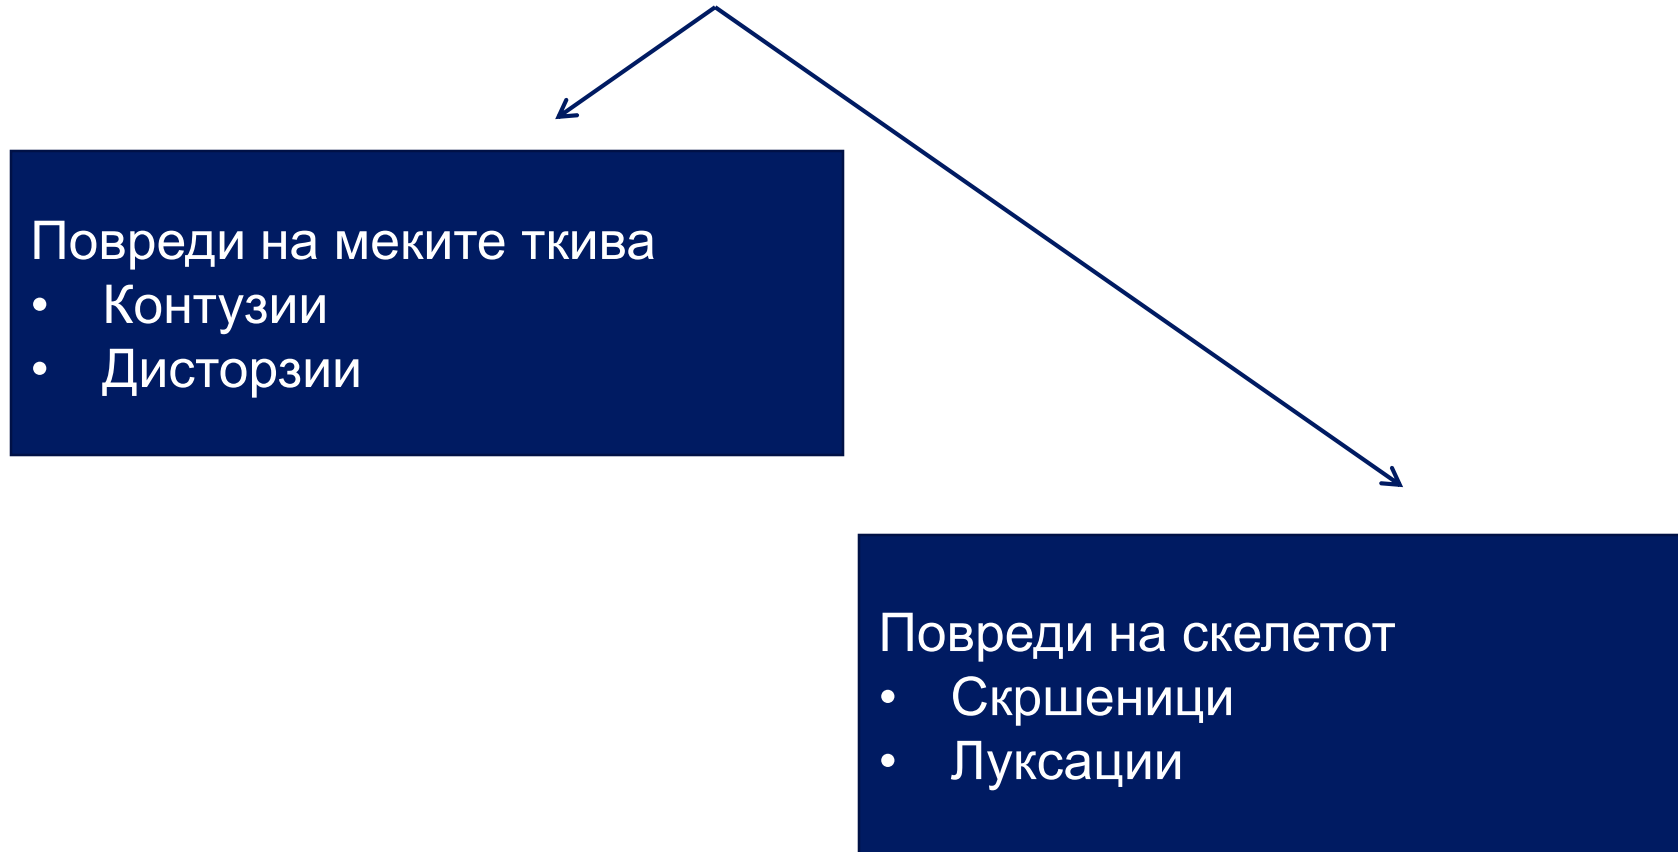 Повреди на меките ткива
• Контузии
• Дисторзии
Повреди на скелетот
• Скршеници
• Луксации